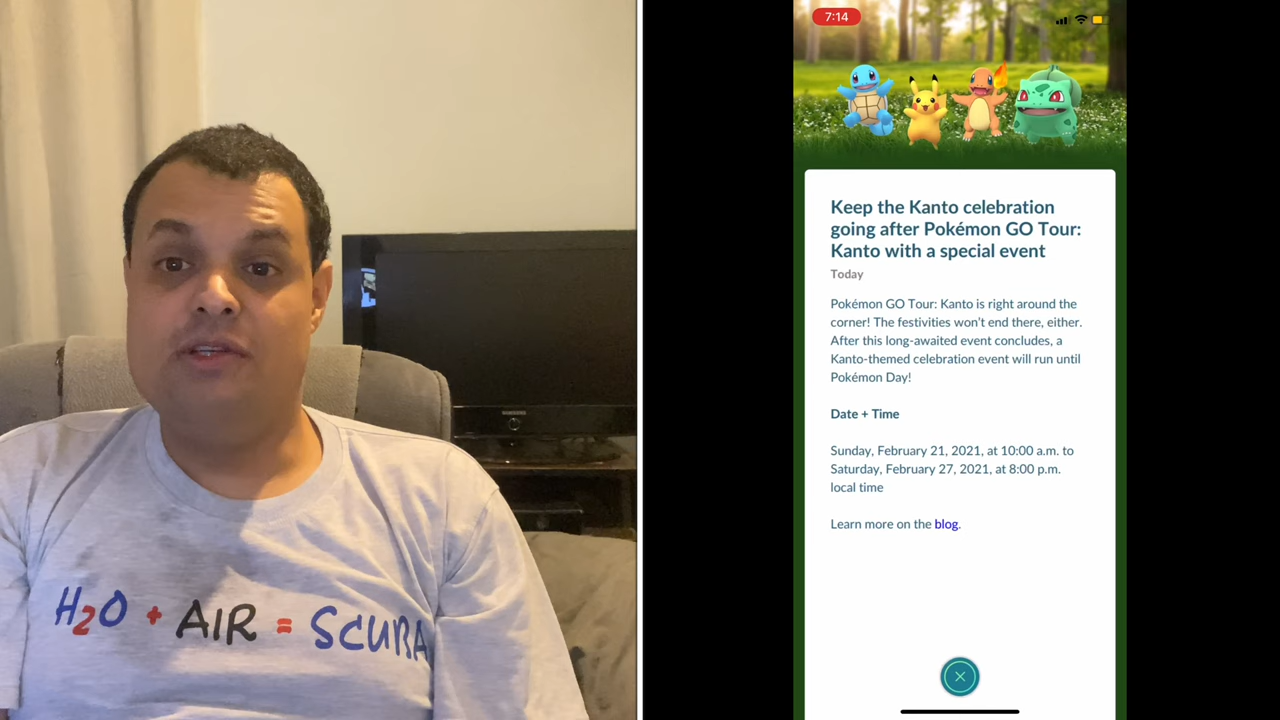 H2O + AIR = SCUBA
7:14
Keep the Kanto celebration
going after Pokémon GO Tour:
Kanto with a special event
Today
Pokémon GO Tour: Kanto is right around the
corner! The festivities won't end there, either.
After this long-awaited event concludes, a
Kanto-themed celebration event will run until
Pokémon Day!
Date + Time
Sunday, February 21, 2021, at 10:00 a.m. to
Saturday, February 27, 2021, at 8:00 p.m.
local time
Learn more on the blog.